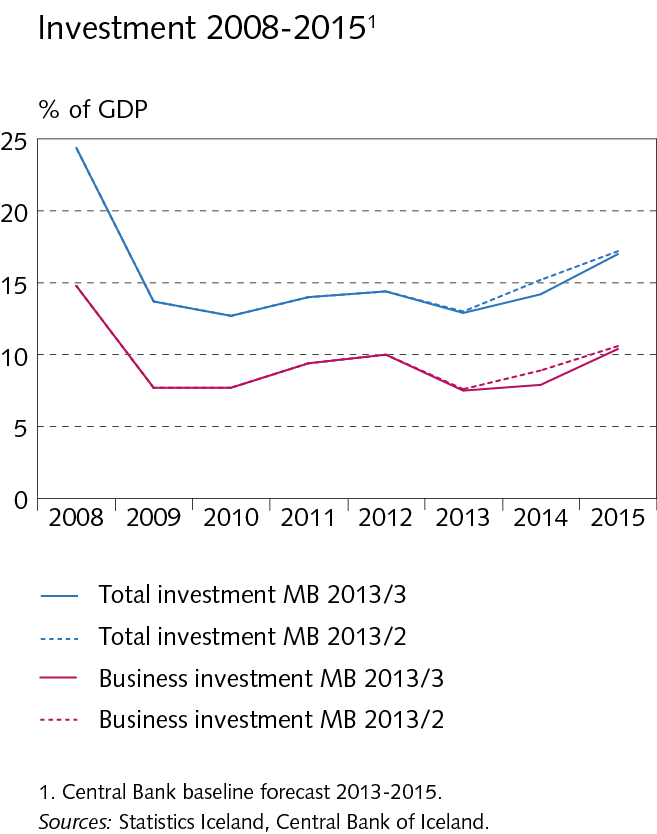 Investment 2008-2015¹
% of GDP
25
20
15
10
5
0
2008 2009 2010 2011 2012 2013 2014 2015
Total investment MB 2013/3
Total investment MB 2013/2
Business investment MB 2013/3
Business investment MB 2013/2
1. Central Bank baseline forecast 2013-2015.
Sources: Statistics Iceland, Central Bank of Iceland.